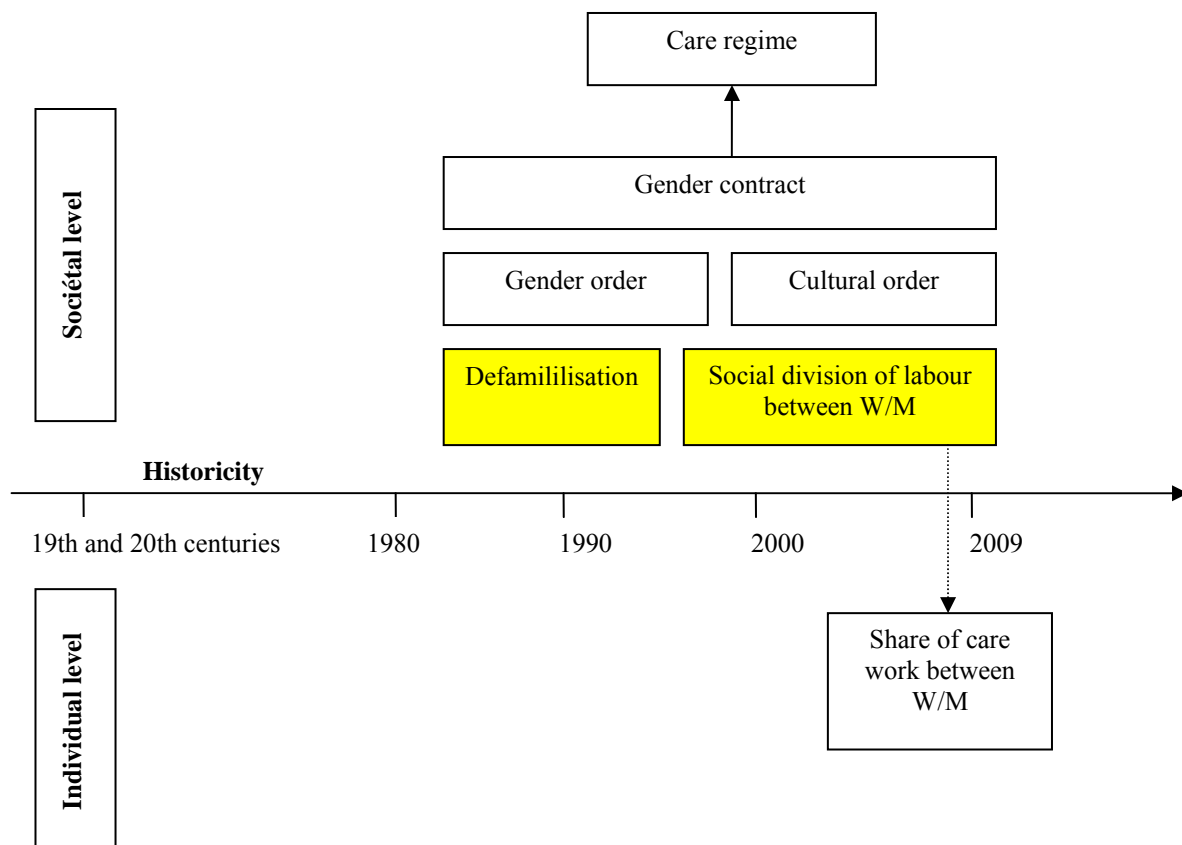 Care regime
Sociétal level
Gender contract
Gender order
Cultural order
Defamililisation
Social division of labour
between W/M
Historicity
19th and 20th centuries
1980
1990
2000
2009
Individual level
Share of care
work between
W/M